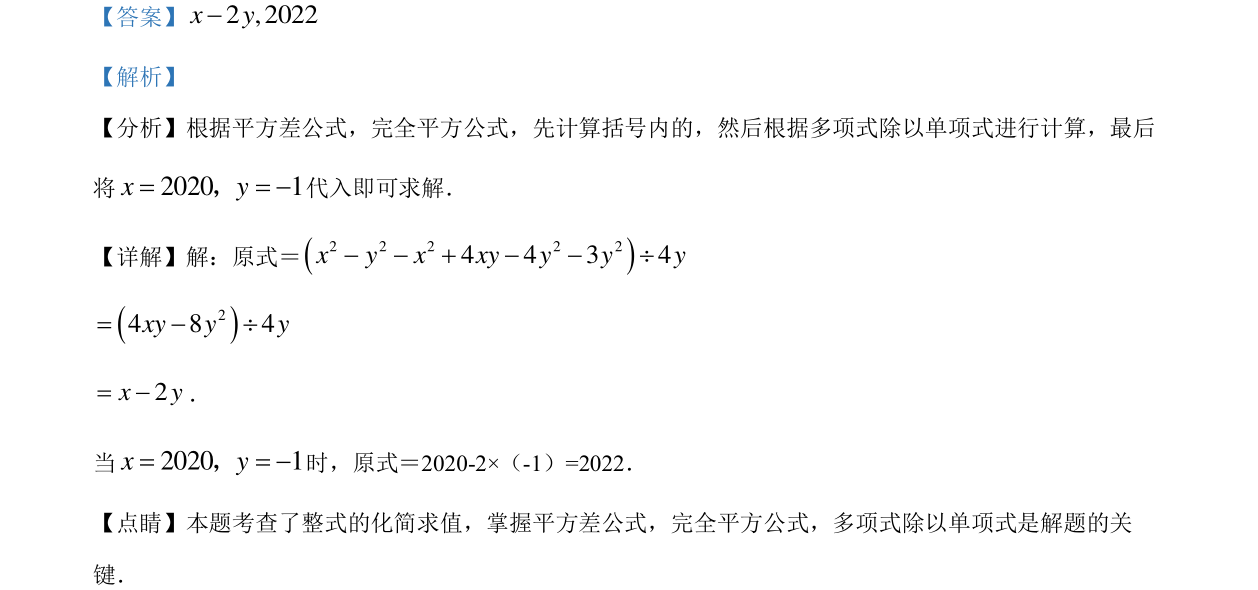 【答案】x−2y,2022
【解析】
【分析】根据平方差公式，完全平方公式，先计算括号内的，然后根据多项式除以单项式进行计算，最后
将 x=2020，y=−1代入即可求解．
【详解】解：原式＝(x²−y²−x²+4xy−4y²−3y²)÷4y
=(4xy−8y²)÷4y
=x−2y．
当 x=2020，y=−1时，原式＝2020-2×（-1）=2022．
【点睛】本题考查了整式的化简求值，掌握平方差公式，完全平方公式，多项式除以单项式是解题的关
键．